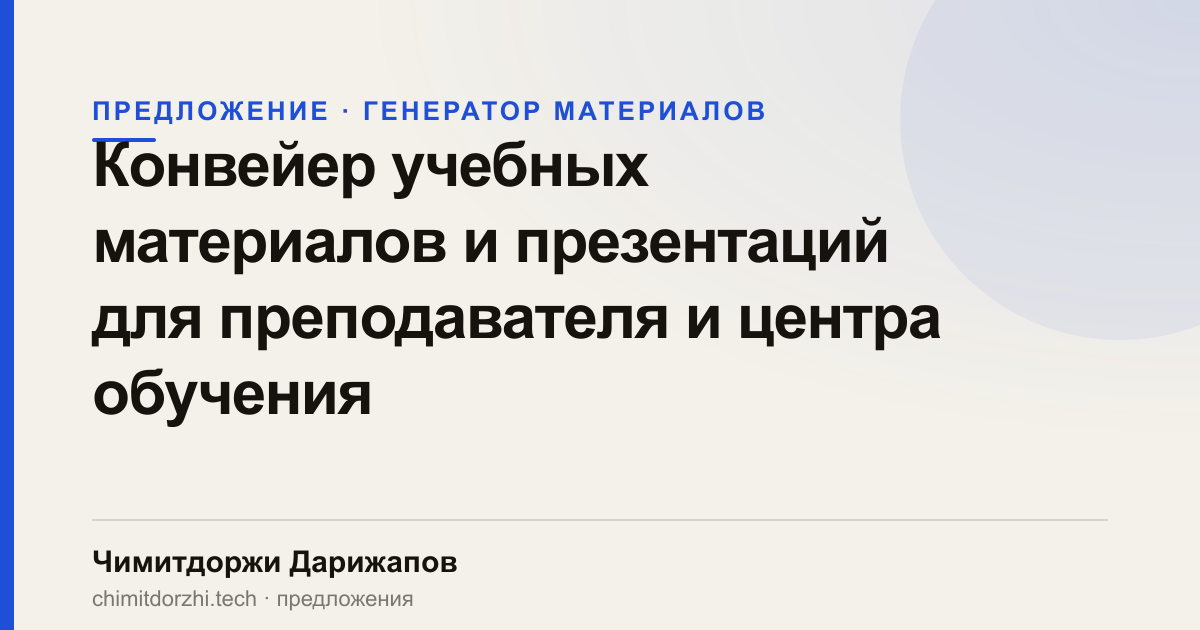 ПРЕДЛОЖЕНИЕ · ГЕНЕРАТОР МАТЕРИАЛОВ
Конвейер учебных
материалов и презентаций
для преподавателя и центра
обучения
Чимитдоржи Дарижапов
chimitdorzhi.tech · предложения